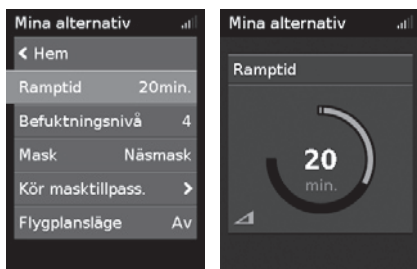 Mina alternativ
< Hem
Ramptid 20min.
Befuktningsnivå 4
Mask Näsmask
Kör masktillpass. >
Flygplansläge Av
Mina alternativ
Ramptid
20
min.